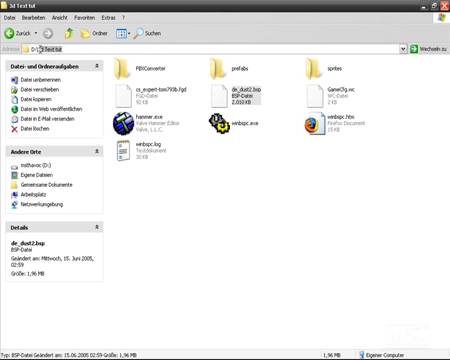 3d Text tut
Datei Bearbeiten Ansicht Favoriten Extras ?
Zurück Ordner Suchen
Adresse D:\3d Text tut Wechseln zu
Datei- und Ordneraufgaben
Datei umbenennen
Datei verschieben
Datei kopieren
Datei im Web veröffentlichen
Datei in E-Mail versenden
Datei löschen
Andere Orte
msthavoc (D:)
Eigene Dateien
Gemeinsame Dokumente
Arbeitsplatz
Netzwerkumgebung
Details
de_dust2.bsp
BSP-Datei
Geändert am: Mittwoch, 15. Juni 2005,
02:59
Größe: 1,96 MB
FBXConverter
prefabs
sprites
cs_expert-tom793b.fgd
FGD-Datei
92 KB
de_dust2.bsp
BSP-Datei
2.010 KB
GameCfg.wc
WC-Datei
2 KB
hammer.exe
Valve Hammer Editor
Valve, L.L.C.
winbspc.exe
winbspc.htm
Firefox Document
15 KB
winbspc.log
Textdokument
30 KB
Typ: BSP-Datei Geändert am: 15.06.2005 02:59 Größe: 1,96 MB 1,96 MB Eigener Computer